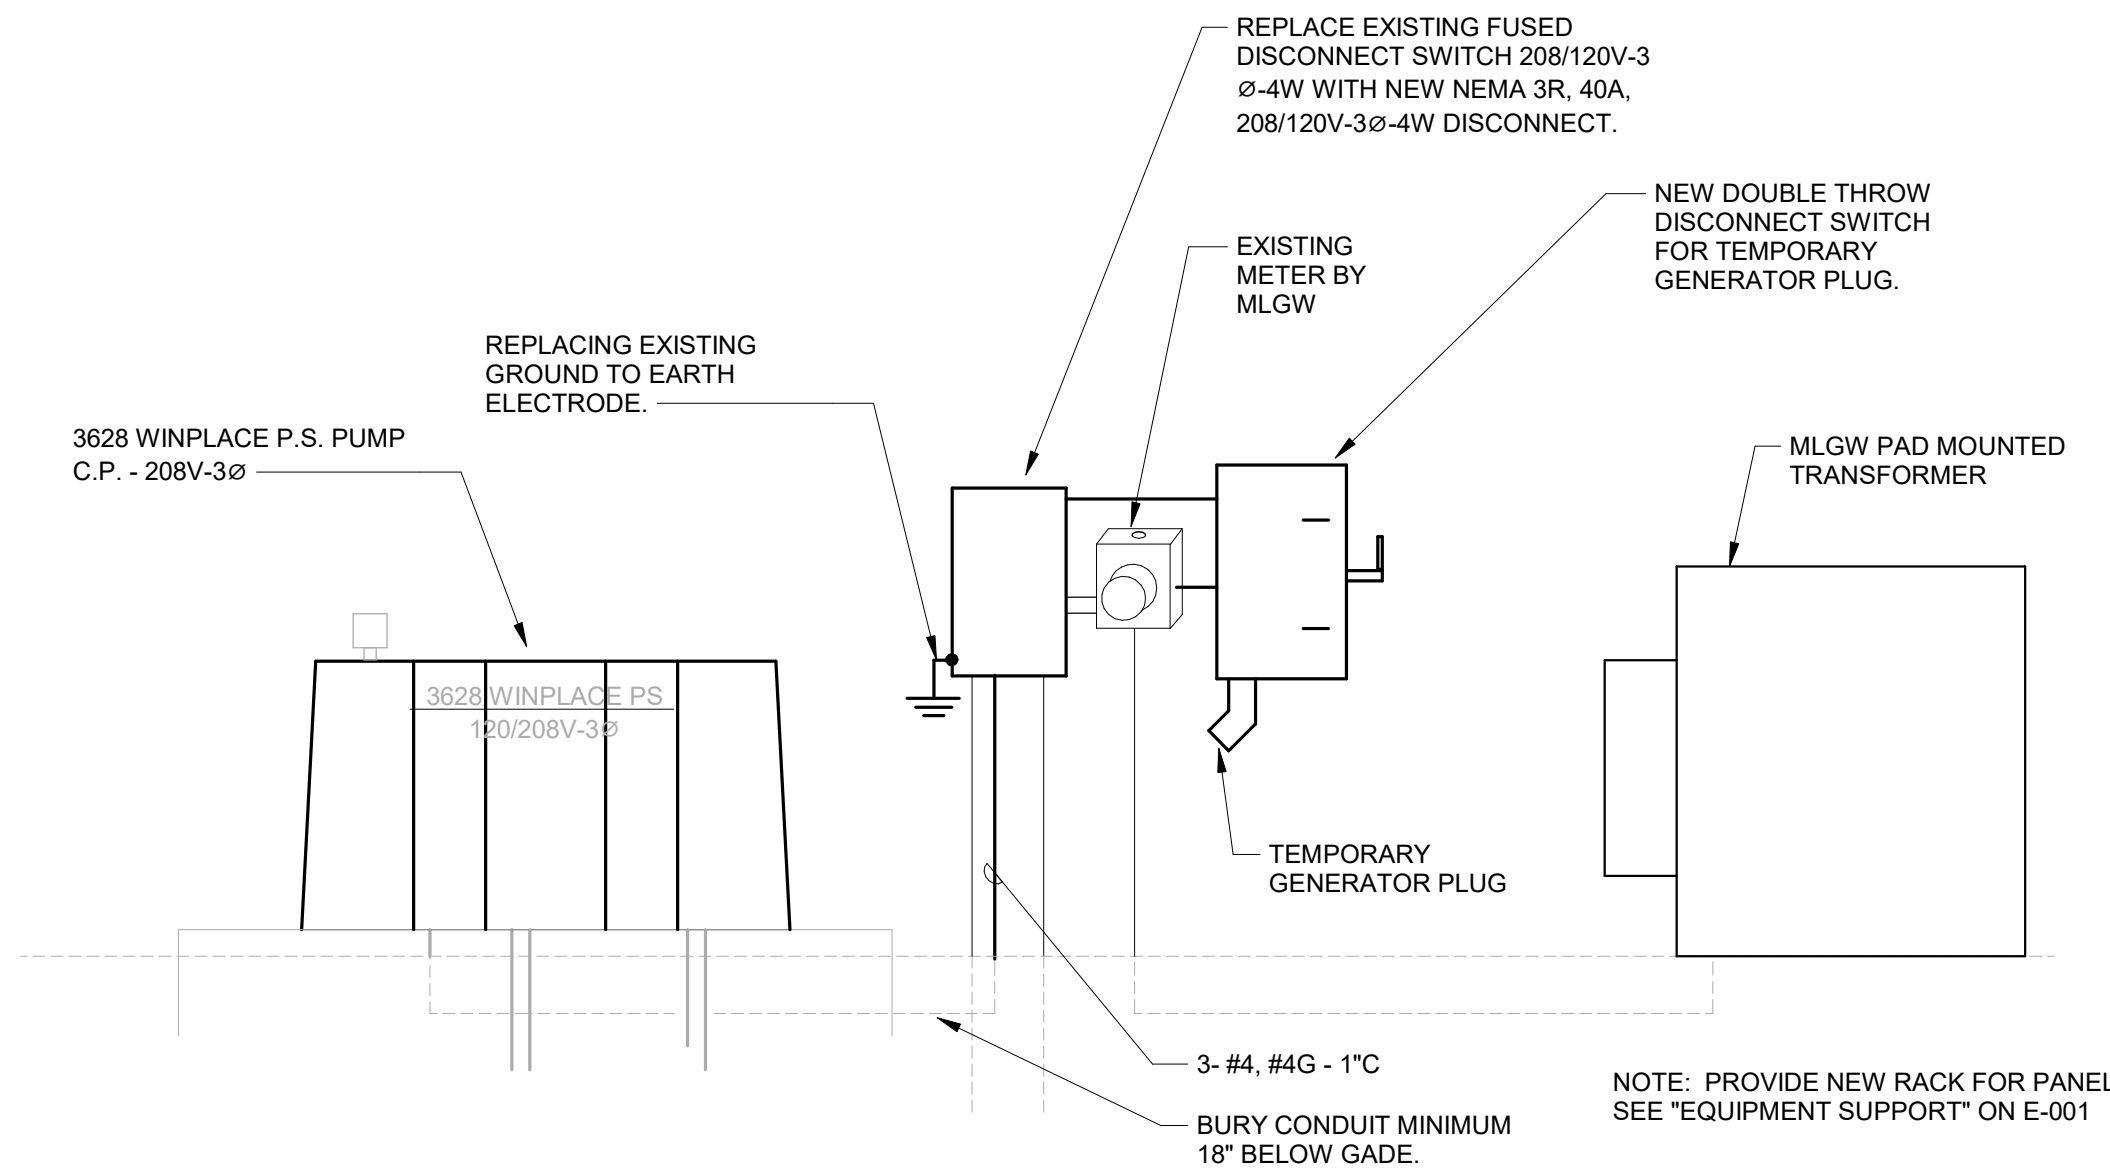 REPLACE EXISTING FUSED
DISCONNECT SWITCH 208/120V-3
Ø-4W WITH NEW NEMA 3R, 40A,
208/120V-3Ø-4W DISCONNECT.
NEW DOUBLE THROW
DISCONNECT SWITCH
FOR TEMPORARY
GENERATOR PLUG.
EXISTING
METER BY
MLGW
REPLACING EXISTING
GROUND TO EARTH
ELECTRODE.
3628 WINPLACE P.S. PUMP
C.P. - 208V-3Ø
MLGW PAD MOUNTED
TRANSFORMER
3628 WINPLACE PS
120/208V-3Ø
TEMPORARY
GENERATOR PLUG
3- #4, #4G - 1"C
BURY CONDUIT MINIMUM
18" BELOW GADE.
NOTE: PROVIDE NEW RACK FOR PANEL
SEE "EQUIPMENT SUPPORT" ON E-001